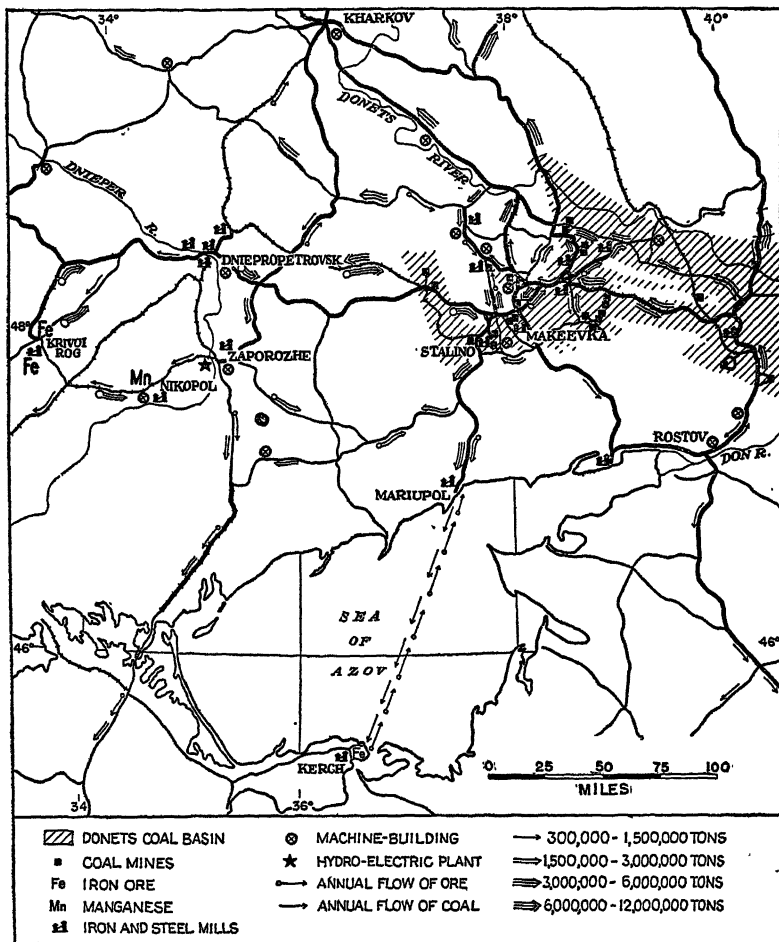 34° 38° 40°
KHARKOV
DONETS
RIVER
DNIEPER
R.
DNIEPROPETROVSK
48°
Fe
KRIVOI
ROG
Fe
ZAPOROZHE
Mn
NIKOPOL
STALINO
MAKEEVKA
ROSTOV
DON R.
MARIUPOL
SEA
OF
AZOV
46° 46°
Fe
KERCH
0 25 50 100
MILES
34 36°
DONETS COAL BASIN
COAL MINES
Fe IRON ORE
Mn MANGANESE
IRON AND STEEL MILLS
MACHINE-BUILDING
HYDRO-ELECTRIC PLANT
ANNUAL FLOW OF ORE
ANNUAL FLOW OF COAL
300,000 - 1,500,000 TONS
1,500,000 - 3,000,000 TONS
3,000,000 - 6,000,000 TONS
6,000,000 - 12,000,000 TONS